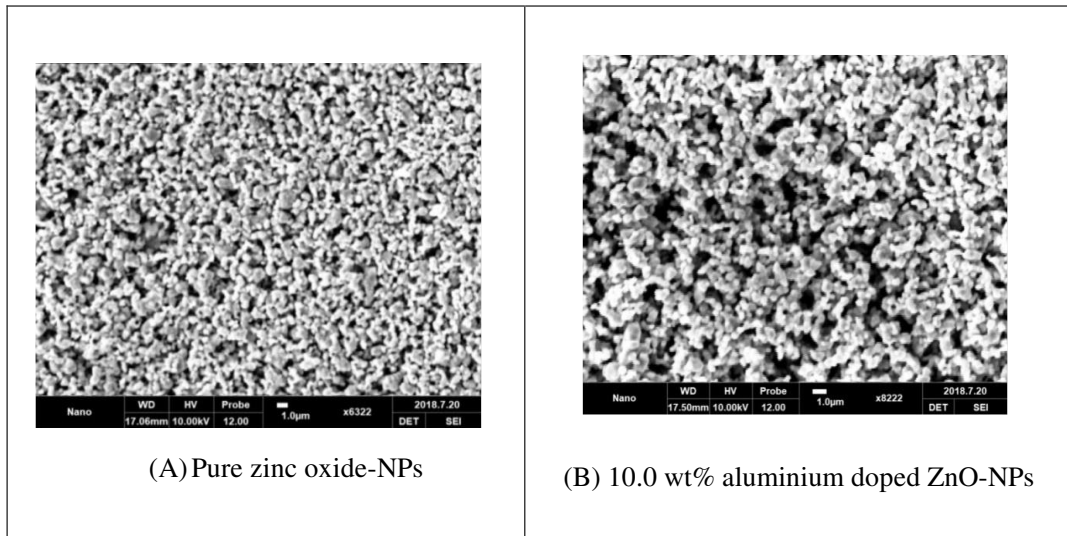 Nano
WD HV Probe
17.06mm 10.00kV 12.00
1.0µm
x6322
2018.7.20
DET SEI
(A) Pure zinc oxide-NPs
Nano
WD HV Probe
17.50mm 10.00kV 12.00
1.0µm
x8222
2018.7.20
DET SEI
(B) 10.0 wt% aluminium doped ZnO-NPs